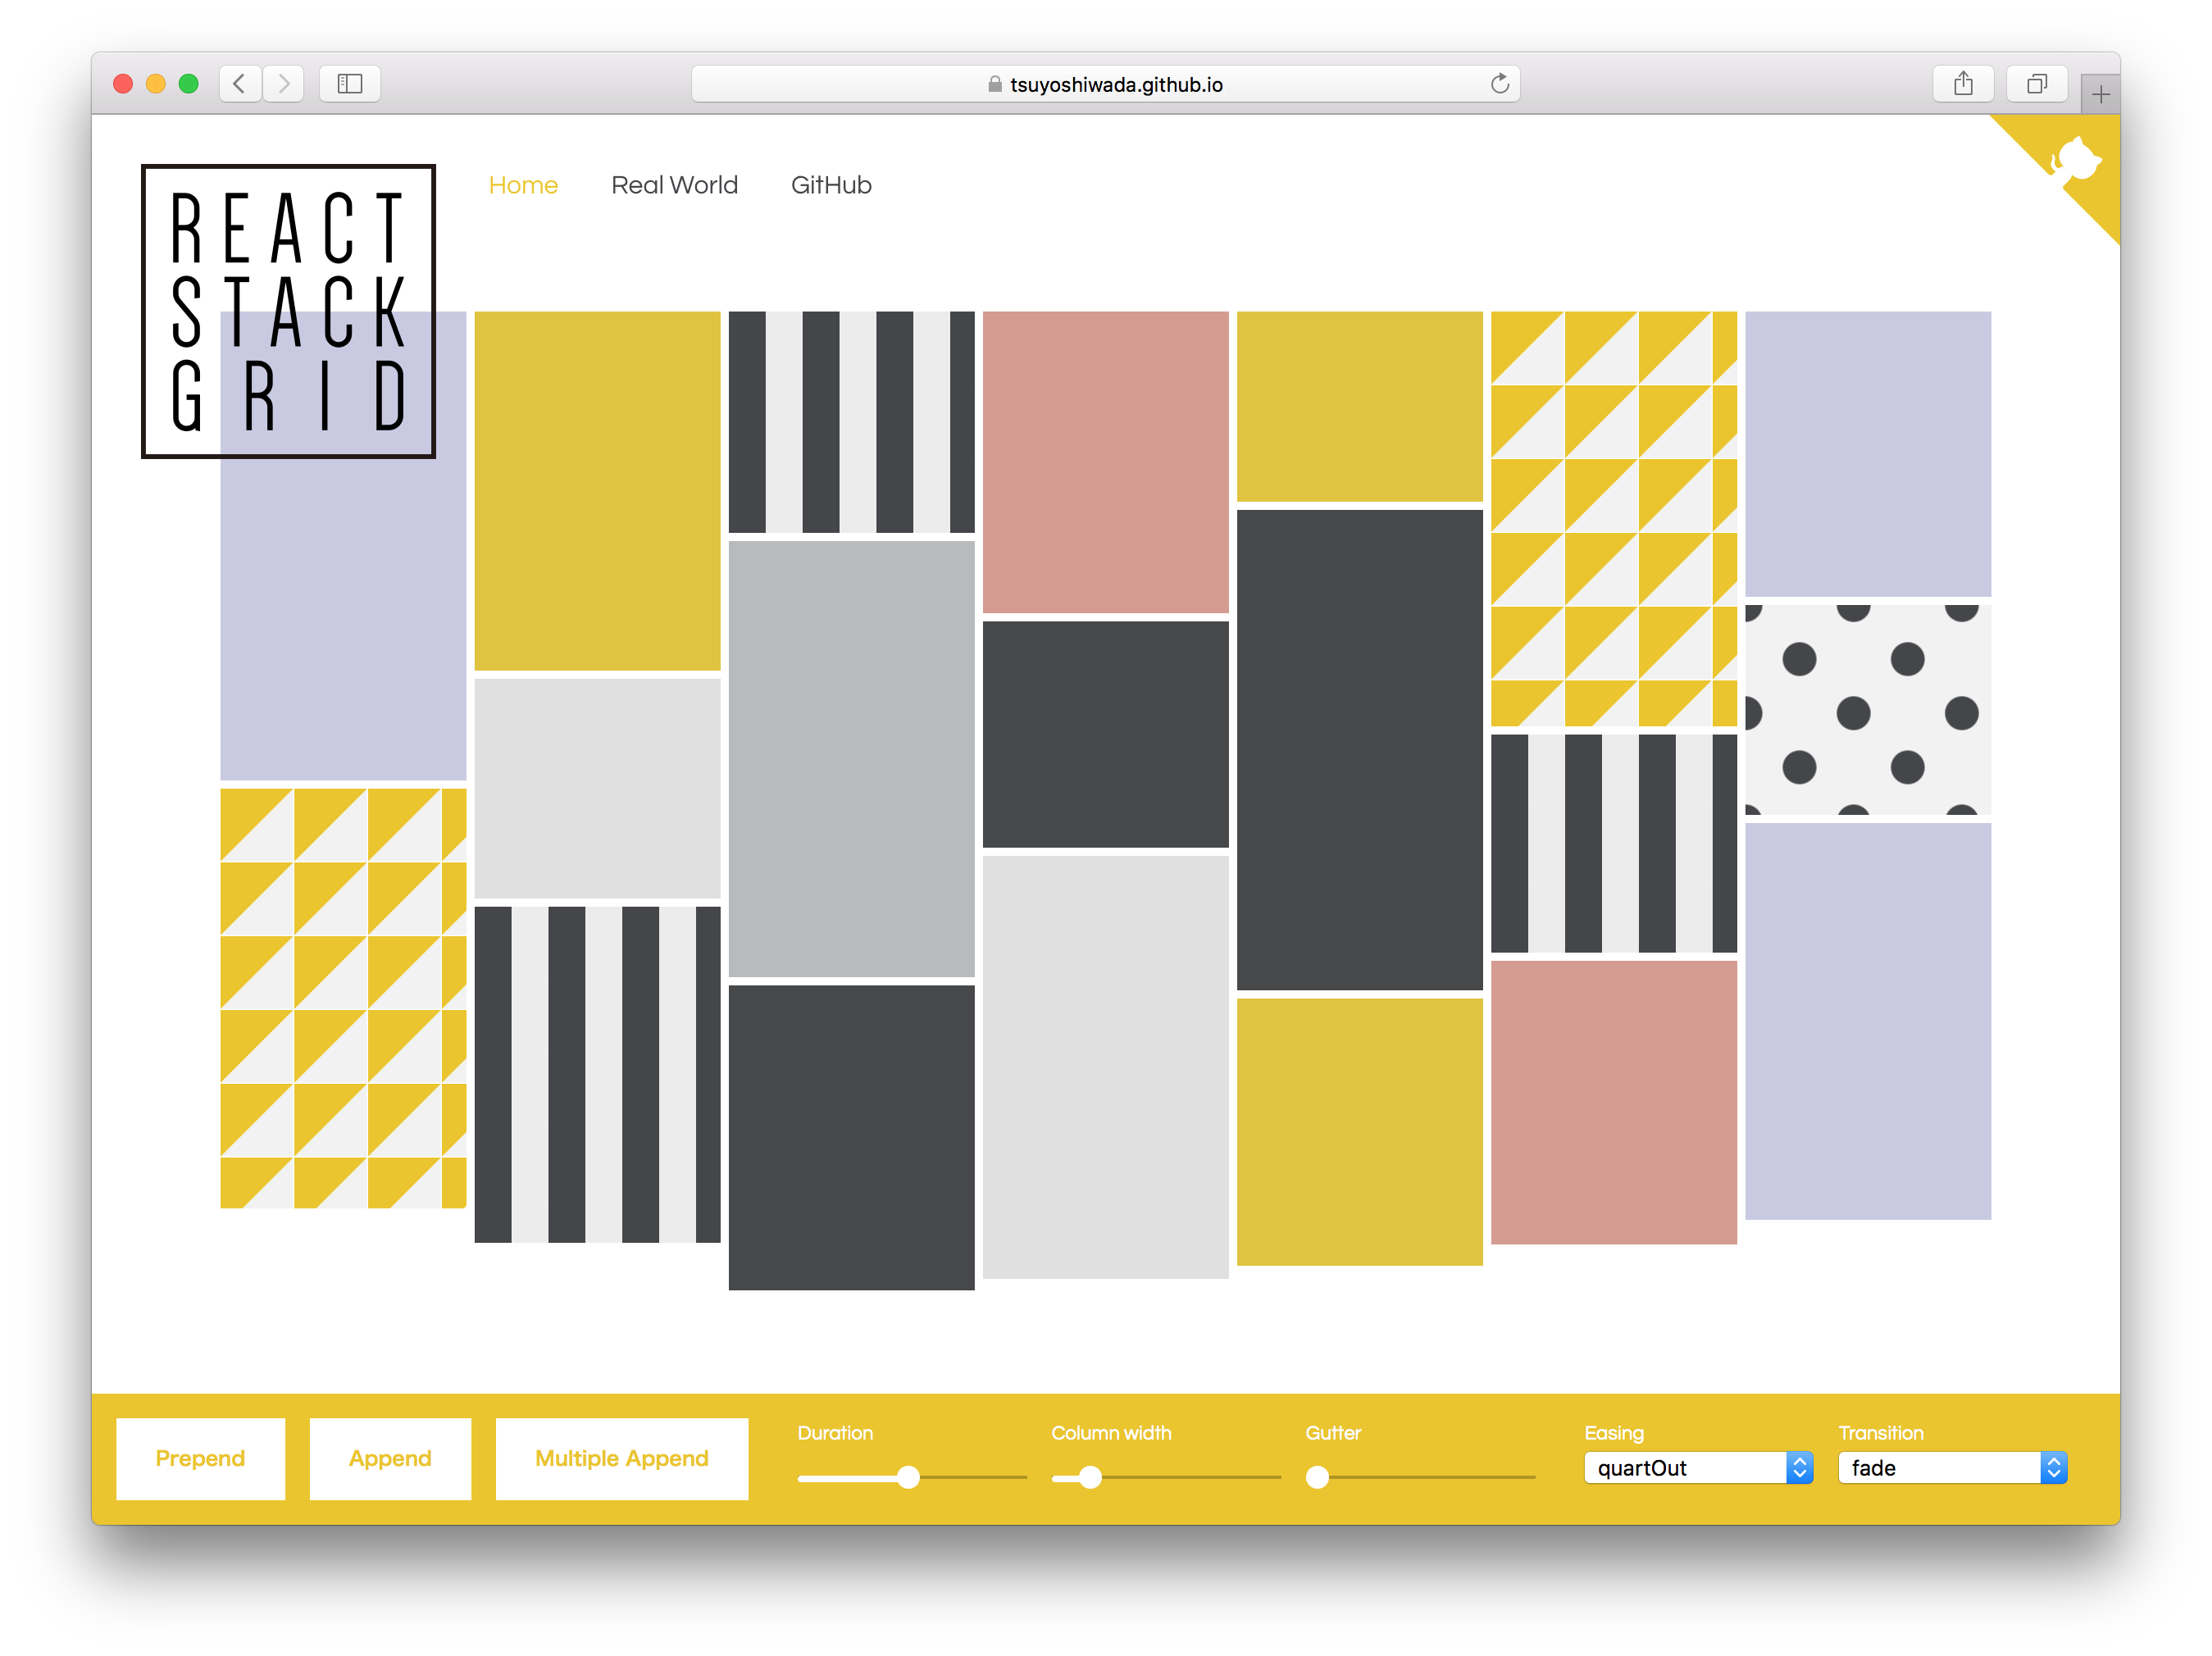 tsuyoshiwada.github.io
REACT
STACK
GRID
Home Real World GitHub
Prepend Append Multiple Append
Duration Column width Gutter Easing Transition
quartOut fade